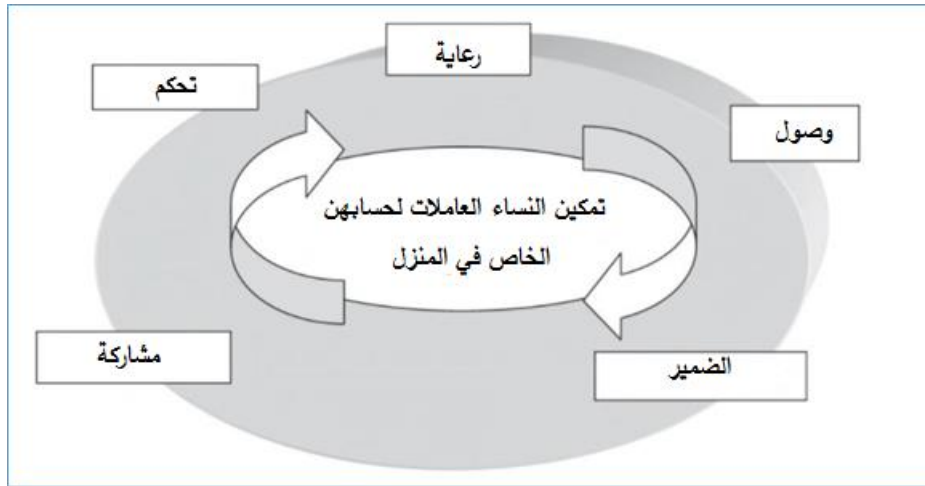 رعاية
تحكم
وصول
تمكين النساء العاملات لحسابهن
الخاص في المنزل
مشاركة
الضمير